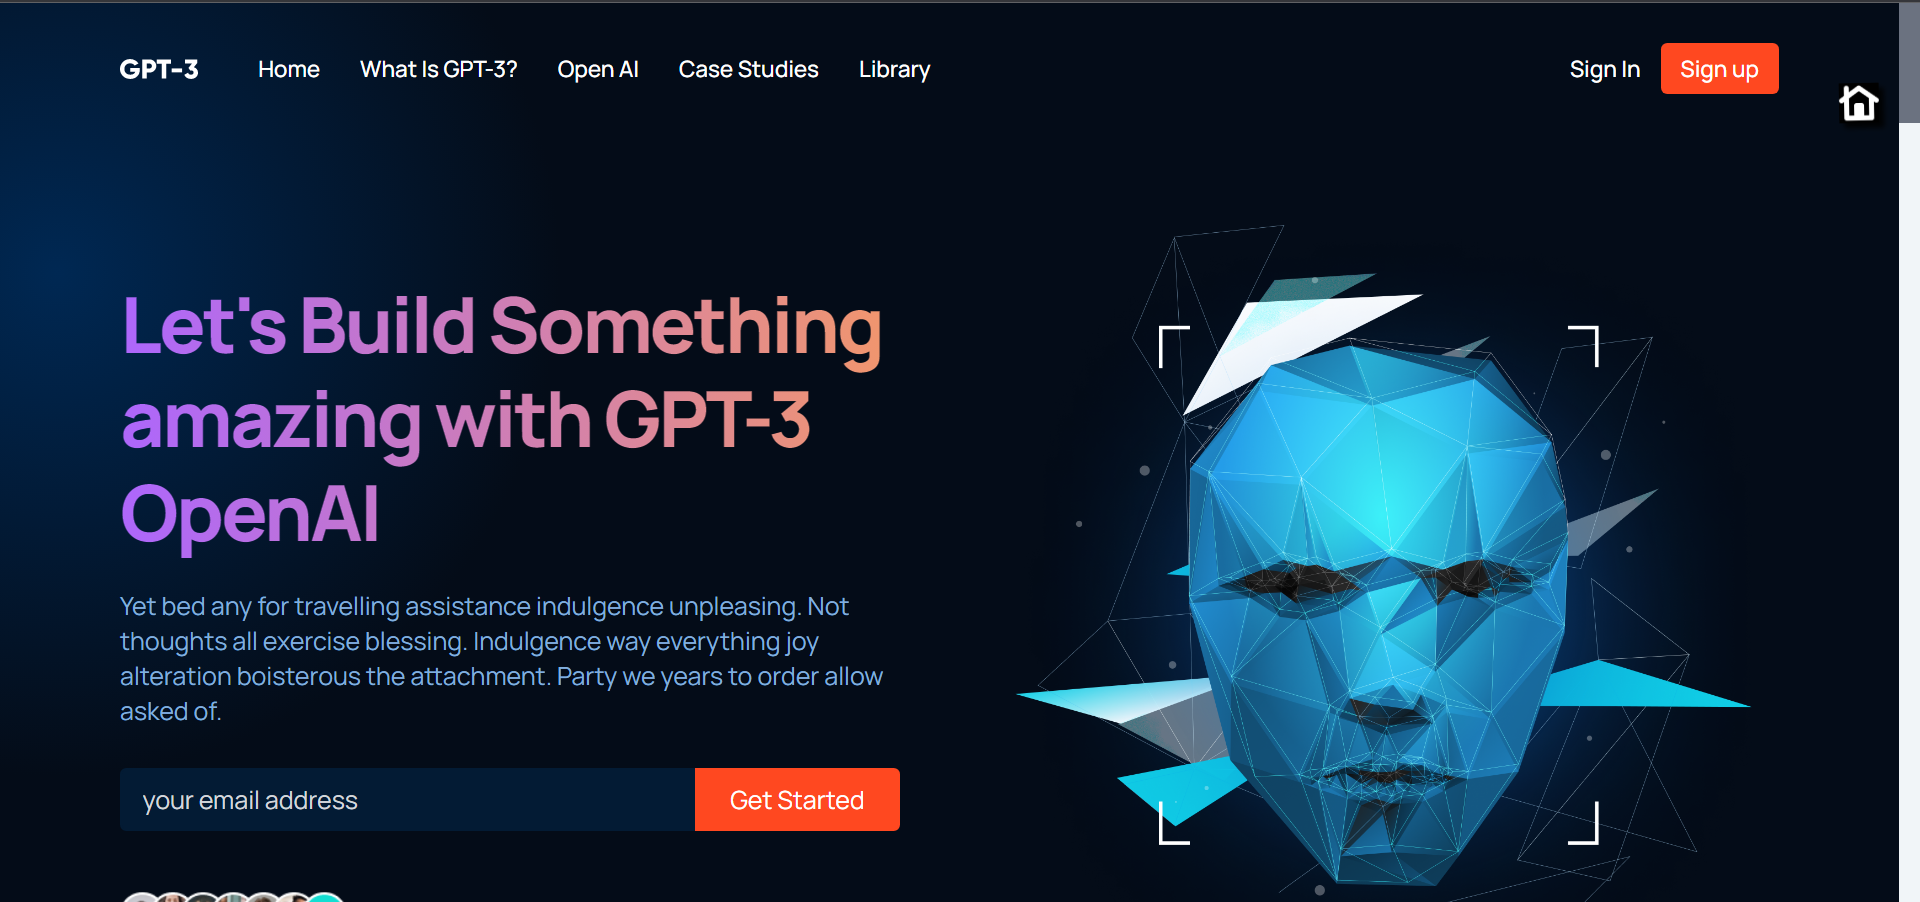 GPT-3 Home What Is GPT-3? Open AI Case Studies Library Sign In Sign up
Let's Build Something
amazing with GPT-3
OpenAI
Yet bed any for travelling assistance indulgence unpleasing. Not
thoughts all exercise blessing. Indulgence way everything joy
alteration boisterous the attachment. Party we years to order allow
asked of.
your email address Get Started